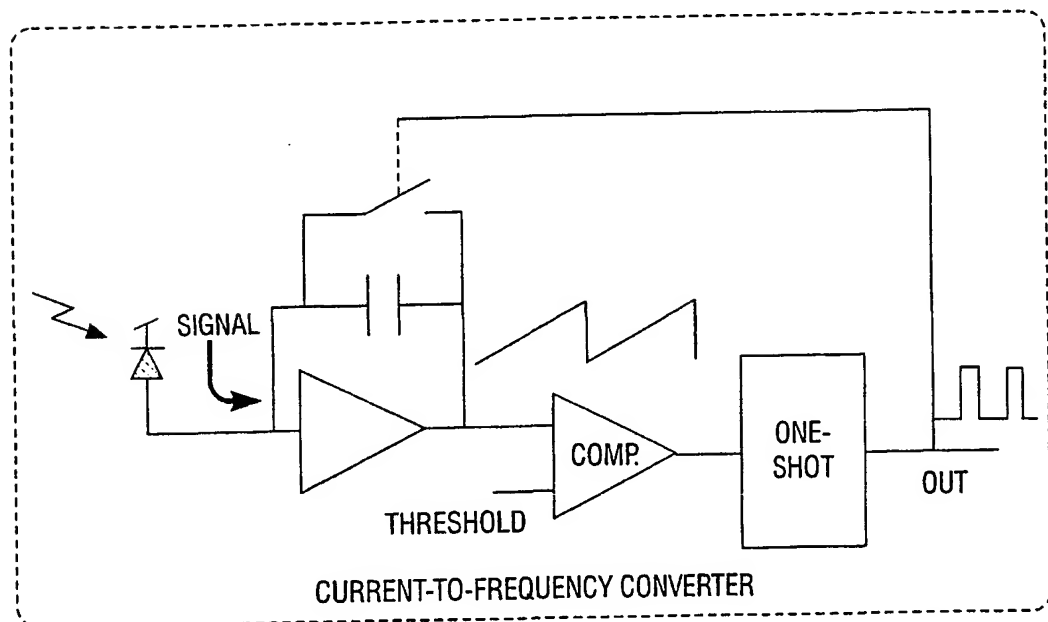 SIGNAL
COMP.
ONE-
SHOT
OUT
THRESHOLD
CURRENT-TO-FREQUENCY CONVERTER